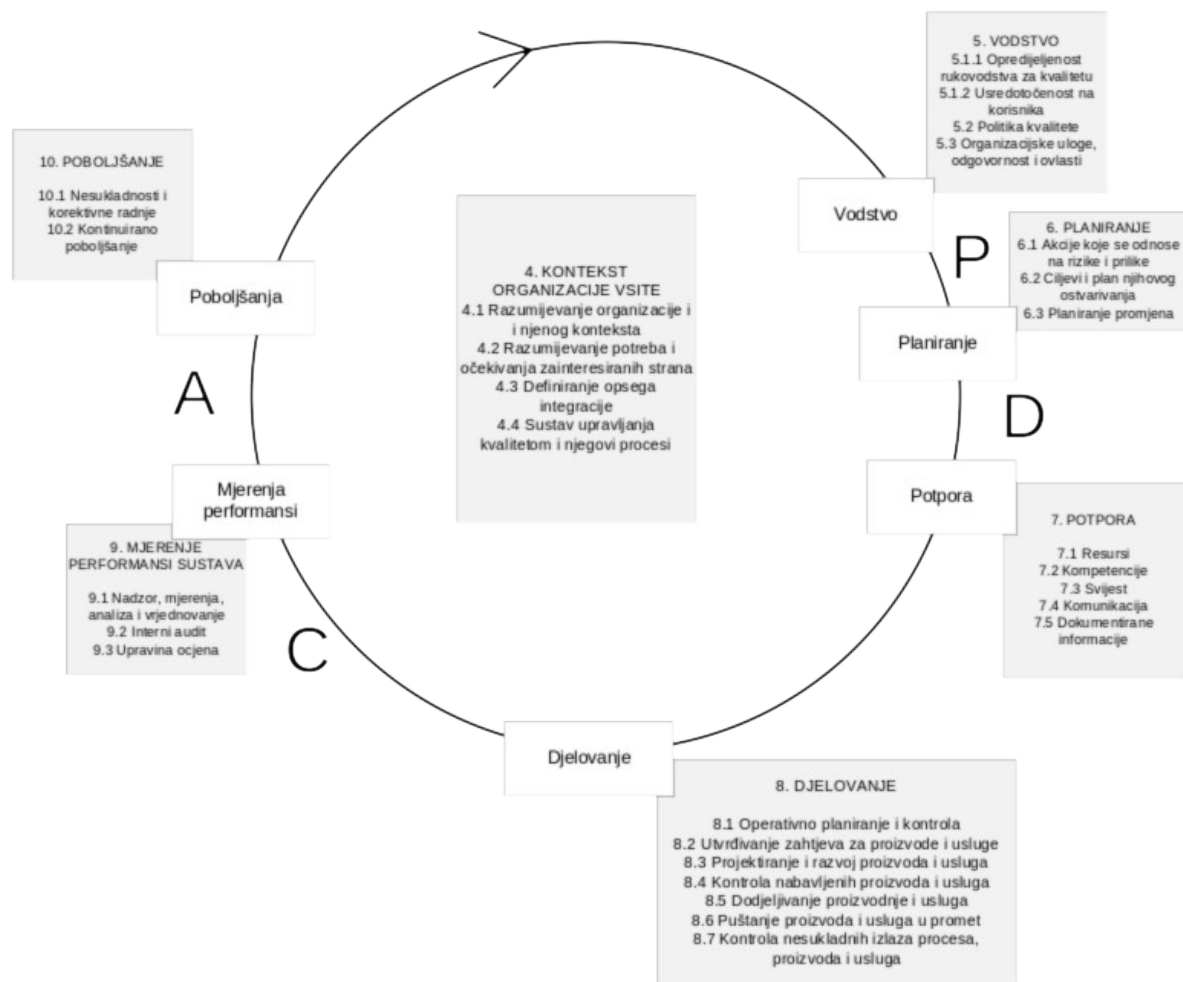 5. VODSTVO
5.1.1 Opredijeljenost
rukovodstva za kvalitetu
5.1.2 Usredotočenost na
korisnika
5.2 Politika kvalitete
5.3 Organizacijske uloge,
odgovornost i ovlasti
Vodstvo
P
6. PLANIRANJE
6.1 Akcije koje se odnose
na rizike i prilike
6.2 Ciljevi i plan njihovog
ostvarivanja
6.3 Planiranje promjena
Planiranje
D
Potpora
7. POTPORA
7.1 Resursi
7.2 Kompetencije
7.3 Svijest
7.4 Komunikacija
7.5 Dokumentirane
informacije
4. KONTEKST
ORGANIZACIJE VSITE
4.1 Razumijevanje organizacije i
i njenog konteksta
4.2 Razumijevanje potreba i
očekivanja zainteresiranih strana
4.3 Definiranje opsega
integracije
4.4 Sustav upravljanja
kvalitetom i njegovi procesi
Djelovanje
8. DJELOVANJE
8.1 Operativno planiranje i kontrola
8.2 Utvrđivanje zahtjeva za proizvode i usluge
8.3 Projektiranje i razvoj proizvoda i usluga
8.4 Kontrola nabavljenih proizvoda i usluga
8.5 Dodjeljivanje proizvodnje i usluga
8.6 Puštanje proizvoda i usluga u promet
8.7 Kontrola nesukladnih izlaza procesa,
proizvoda i usluga
C
Mjerenja
performansi
9. MJERENJE
PERFORMANSI SUSTAVA
9.1 Nadzor, mjerenja,
analiza i vrjednovanje
9.2 Interni audit
9.3 Upravina ocjena
A
Poboljšanja
10. POBOLJŠANJE
10.1 Nesukladnosti i
korektivne radnje
10.2 Kontinuirano
poboljšanje